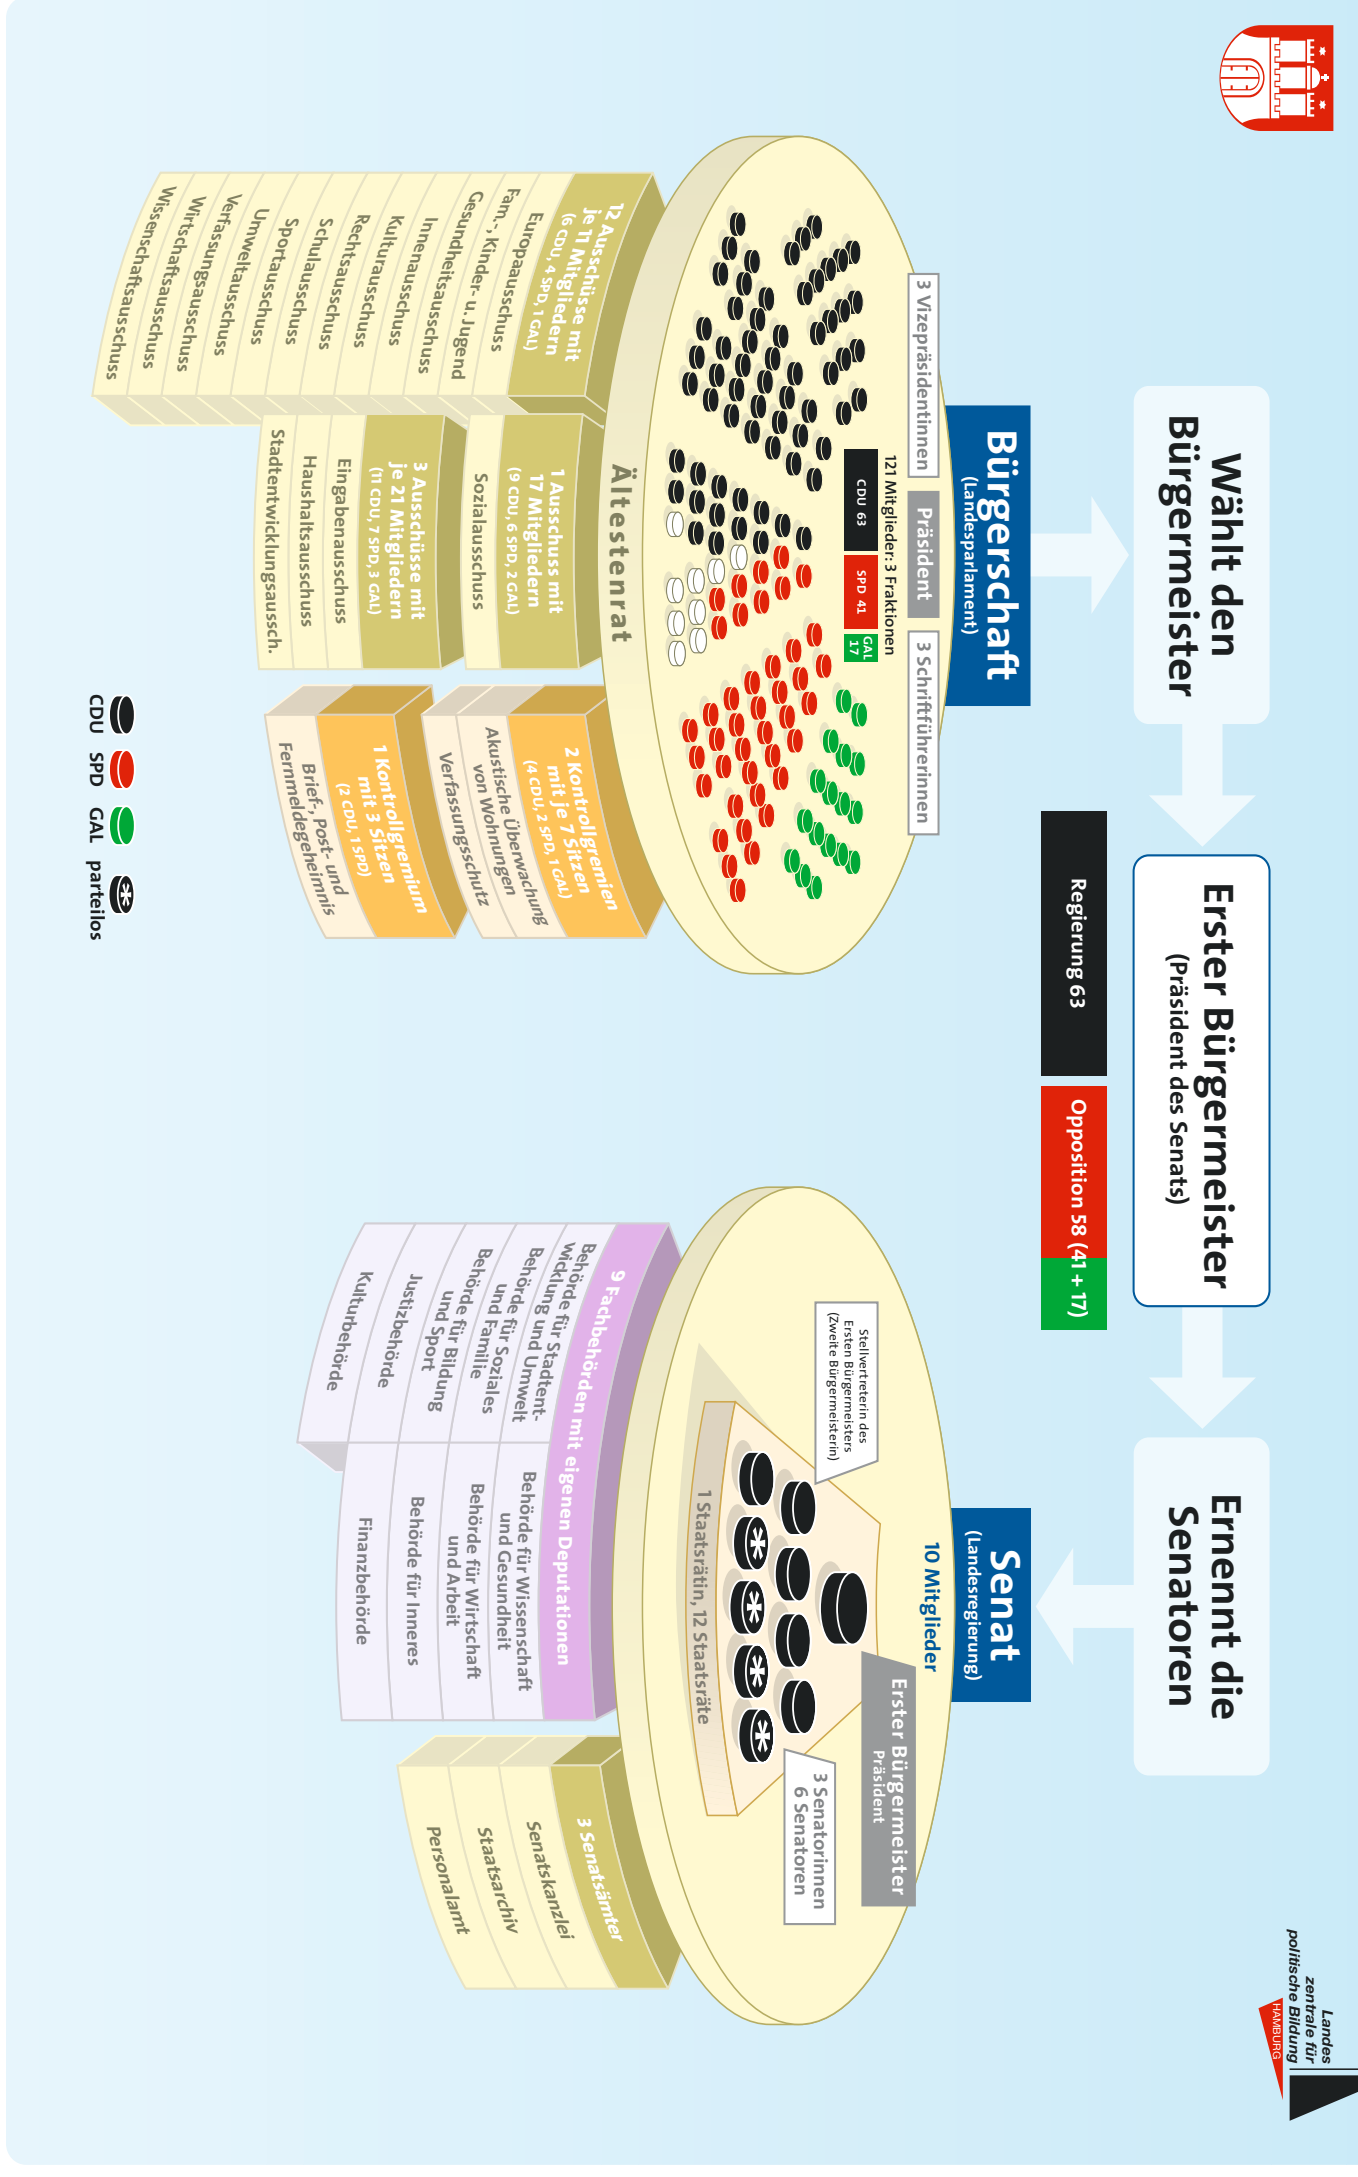 Wählt den
Bürgermeister
Erster Bürgermeister
(Präsident des Senats)
Ernennt die
Senatoren
Landes
zentrale für
politische Bildung
HAMBURG
Regierung 63
Opposition 58 (41 + 17)
Bürgerschaft
(Landesparlament)
3 Vizepräsidentinnen
Präsident
3 Schriftführerinnen
121 Mitglieder: 3 Fraktionen
CDU 63
SPD 41
GAL
17
Ältestenrat
12 Ausschüsse mit
je 11 Mitgliedern
(6 CDU, 4 SPD, 1 GAL)
Europaausschuss
Fam.-, Kinder- u. Jugend
Gesundheitsausschuss
Innenausschuss
Kulturausschuss
Rechtsausschuss
Schulausschuss
Sportausschuss
Umweltausschuss
Verfassungsausschuss
Wirtschaftsausschuss
Wissenschaftsausschuss
1 Ausschuss mit
17 Mitgliedern
(9 CDU, 6 SPD, 2 GAL)
Sozialausschuss
3 Ausschüsse mit
je 21 Mitgliedern
(11 CDU, 7 SPD, 3 GAL)
Eingabenausschuss
Haushaltsausschuss
Stadtentwicklungsaussch.
2 Kontrollgremien
mit je 7 Sitzen
(4 CDU, 2 SPD, 1 GAL)
Akustische Überwachung
von Wohnungen
Verfassungsschutz
1 Kontrollgremium
mit 3 Sitzen
(2 CDU, 1 SPD)
Brief-, Post- und
Fernmeldegeheimnis
CDU
SPD
GAL
parteilos
Senat
(Landesregierung)
10 Mitglieder
Erster Bürgermeister
Präsident
Stellvertreterin des
Ersten Bürgermeisters
(Zweite Bürgermeisterin)
3 Senatorinnen
6 Senatoren
1 Staatsrätin, 12 Staatsräte
9 Fachbehörden mit eigenen Deputationen
Behörde für Stadtent-
wicklung und Umwelt
Behörde für Soziales
und Familie
Behörde für Bildung
und Sport
Justizbehörde
Kulturbehörde
Behörde für Wissenschaft
und Gesundheit
Behörde für Wirtschaft
und Arbeit
Behörde für Inneres
Finanzbehörde
3 Senatsämter
Senatskanzlei
Staatsarchiv
Personalamt